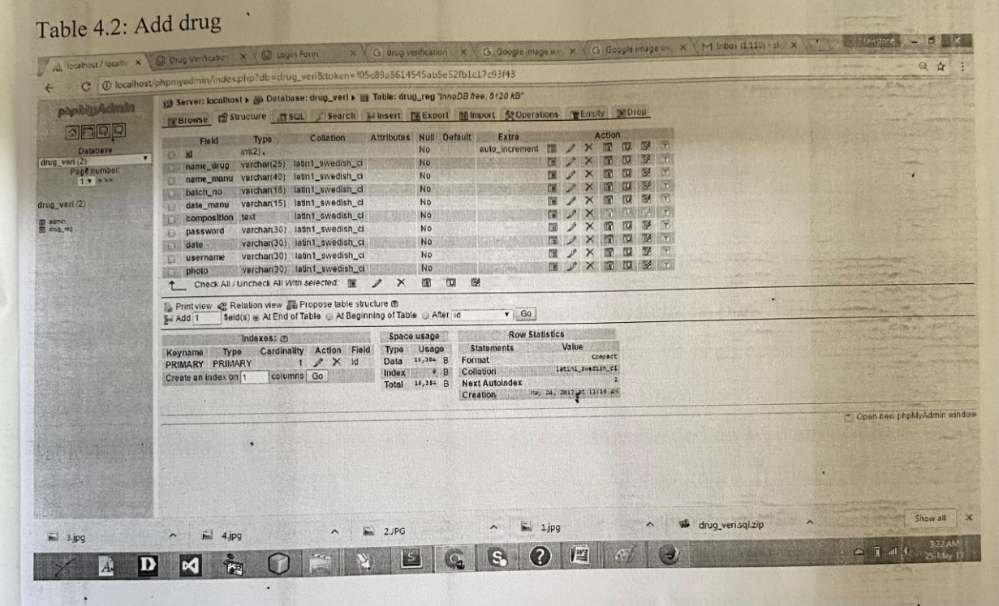 Table 4.2: Add drug
localhost / localh
Drug Verification
Login Form
drug verification
Google image we
Google image we
Inbox (1,110) - sl
fawstone
localhost/phpmyadmin/index.php?db=drug_veri&token=
phpMyAdmin
Database
drug_veri (2)
Page number:
1 > >>
drug_veri (2)
admin
drug_reg
Server: localhost Database: drug_veri Table: drug_reg "InnoDB free: 5120 kB"
Browse Structure SQL Search Insert Export Import Operations Empty Drop
Field Type Collation Attributes Null Default Extra Action
id int(2) No auto_increment
name_drug varchar(25) latin1_swedish_ci No
name_manu varchar(40) latin1_swedish_ci No
batch_no varchar(16) latin1_swedish_ci No
date_manu varchar(15) latin1_swedish_ci No
composition text latin1_swedish_ci No
password varchar(30) latin1_swedish_ci No
date varchar(30) latin1_swedish_ci No
username varchar(30) latin1_swedish_ci No
photo varchar(30) latin1_swedish_ci No
Check All / Uncheck All With selected:
Print view Relation view Propose table structure
Add 1 field(s) At End of Table At Beginning of Table After id Go
Indexes:
Keyname Type Cardinality Action Field
PRIMARY PRIMARY 1 id
Create an index on 1 columns Go
Space usage
Type Usage
Data 16,384 B
Index 0 B
Total 16,384 B
Row Statistics
Statements Value
Format Compact
Collation latin1_swedish_ci
Next Autoindex 2
Creation May 24, 2017 at
Open new phpMyAdmin window
3.jpg
4.jpg
2.JPG
1.jpg
drug_veri.sql.zip
Show all
3:22 AM
25-May-17